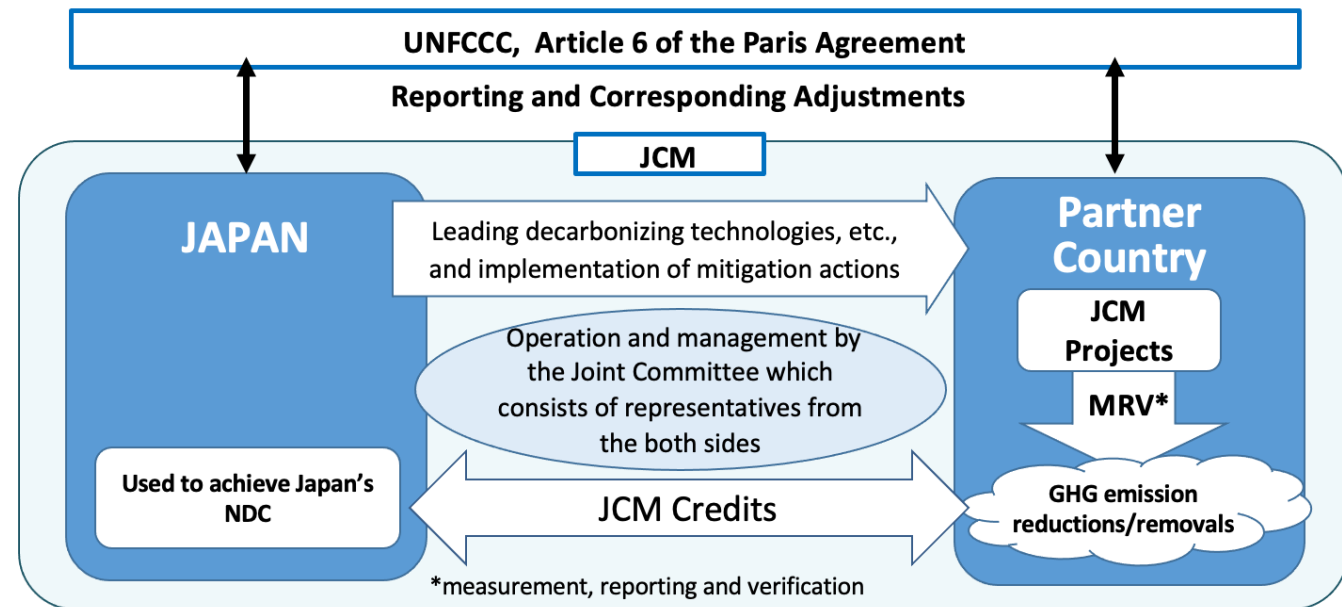 UNFCCC, Article 6 of the Paris Agreement
Reporting and Corresponding Adjustments
JCM
JAPAN
Leading decarbonizing technologies, etc.,
and implementation of mitigation actions
Partner
Country
JCM
Projects
Operation and management by
the Joint Committee which
consists of representatives from
the both sides
MRV*
Used to achieve Japan's
NDC
JCM Credits
GHG emission
reductions/removals
*measurement, reporting and verification